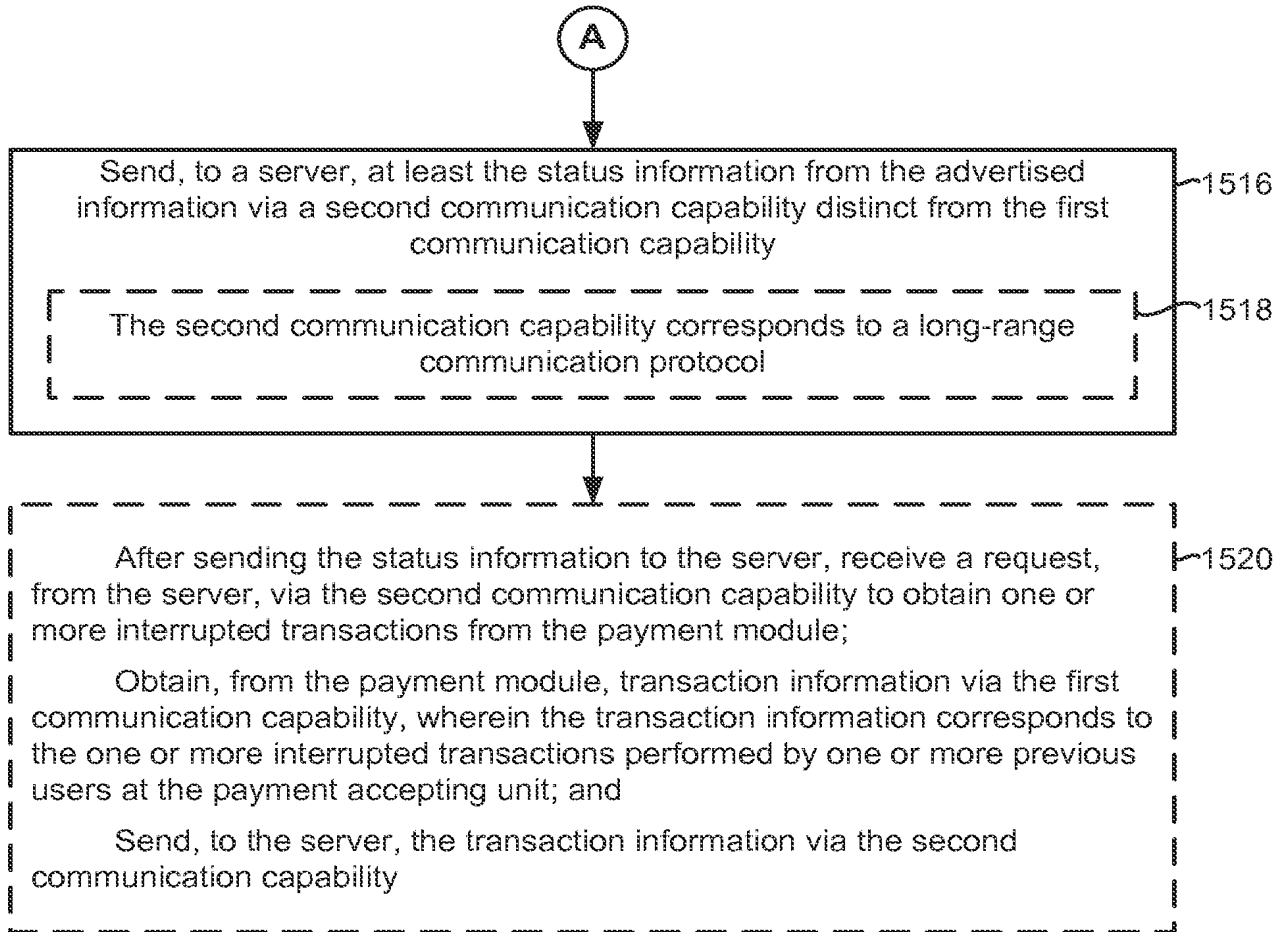 A
Send, to a server, at least the status information from the advertised
information via a second communication capability distinct from the first
communication capability
1516
The second communication capability corresponds to a long-range
communication protocol
1518
After sending the status information to the server, receive a request,
from the server, via the second communication capability to obtain one or
more interrupted transactions from the payment module;
1520
Obtain, from the payment module, transaction information via the first
communication capability, wherein the transaction information corresponds to
the one or more interrupted transactions performed by one or more previous
users at the payment accepting unit; and
Send, to the server, the transaction information via the second
communication capability